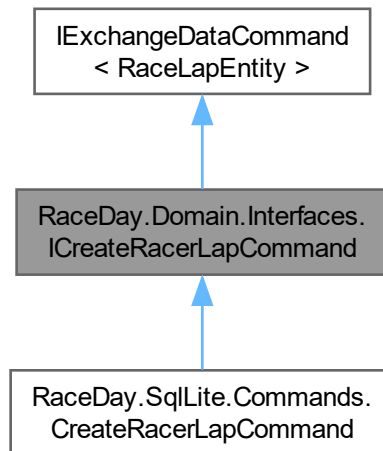 IExchangeDataCommand
< RaceLapEntity >
RaceDay.Domain.Interfaces.
ICreateRacerLapCommand
RaceDay.SqlLite.Commands.
CreateRacerLapCommand